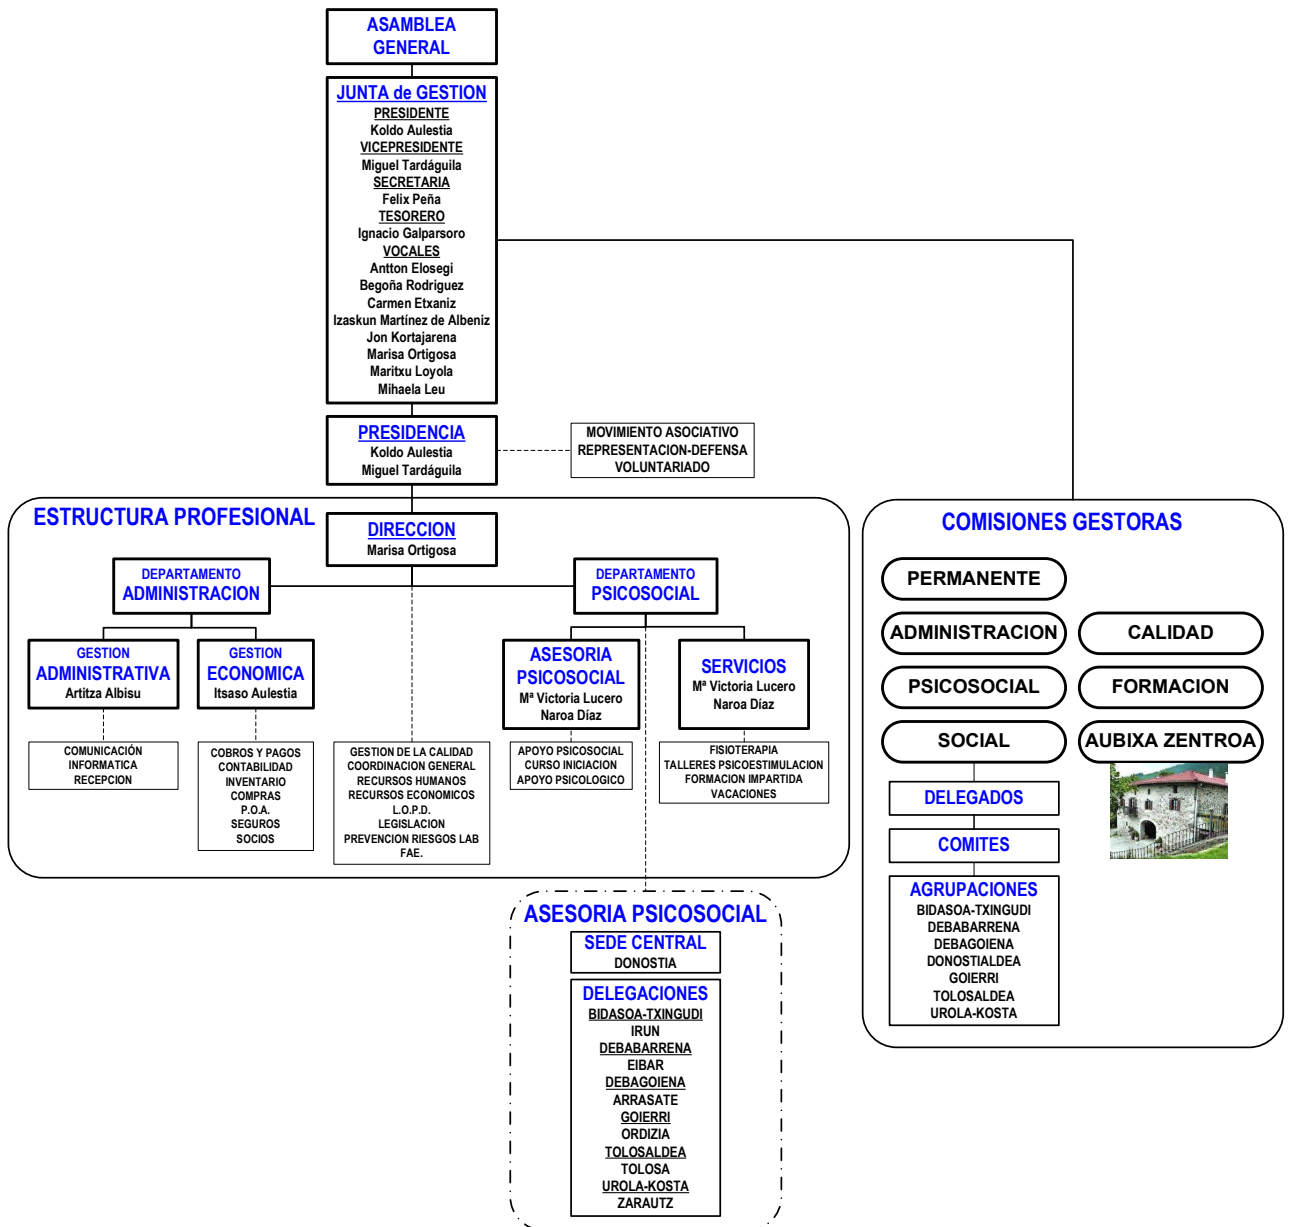 ASAMBLEA
GENERAL
JUNTA de GESTION
PRESIDENTE
Koldo Aulestia
VICEPRESIDENTE
Miguel Tardáguila
SECRETARIA
Felix Peña
TESORERO
Ignacio Galparsoro
VOCALES
Antton Elosegi
Begoña Rodriguez
Carmen Etxaniz
Izaskun Martínez de Albeniz
Jon Kortajarena
Marisa Ortigosa
Maritxu Loyola
Mihaela Leu
PRESIDENCIA
Koldo Aulestia
Miguel Tardáguila
MOVIMIENTO ASOCIATIVO
REPRESENTACION-DEFENSA
VOLUNTARIADO
ESTRUCTURA PROFESIONAL
DIRECCION
Marisa Ortigosa
DEPARTAMENTO
ADMINISTRACION
DEPARTAMENTO
PSICOSOCIAL
GESTION
ADMINISTRATIVA
Artitza Albisu
GESTION
ECONOMICA
Itsaso Aulestia
ASESORIA
PSICOSOCIAL
Mª Victoria Lucero
Naroa Díaz
SERVICIOS
Mª Victoria Lucero
Naroa Díaz
COMUNICACIÓN
INFORMATICA
RECEPCION
COBROS Y PAGOS
CONTABILIDAD
INVENTARIO
COMPRAS
P.O.A.
SEGUROS
SOCIOS
GESTION DE LA CALIDAD
COORDINACION GENERAL
RECURSOS HUMANOS
RECURSOS ECONOMICOS
L.O.P.D.
LEGISLACION
PREVENCION RIESGOS LAB
FAE.
APOYO PSICOSOCIAL
CURSO INICIACION
APOYO PSICOLOGICO
FISIOTERAPIA
TALLERES PSICOESTIMULACION
FORMACION IMPARTIDA
VACACIONES
ASESORIA PSICOSOCIAL
SEDE CENTRAL
DONOSTIA
DELEGACIONES
BIDASOA-TXINGUDI
IRUN
DEBABARRENA
EIBAR
DEBAGOIENA
ARRASATE
GOIERRI
ORDIZIA
TOLOSALDEA
TOLOSA
UROLA-KOSTA
ZARAUTZ
COMISIONES GESTORAS
PERMANENTE
ADMINISTRACION
CALIDAD
PSICOSOCIAL
FORMACION
SOCIAL
AUBIXA ZENTROA
DELEGADOS
COMITES
AGRUPACIONES
BIDASOA-TXINGUDI
DEBABARRENA
DEBAGOIENA
DONOSTIALDEA
GOIERRI
TOLOSALDEA
UROLA-KOSTA